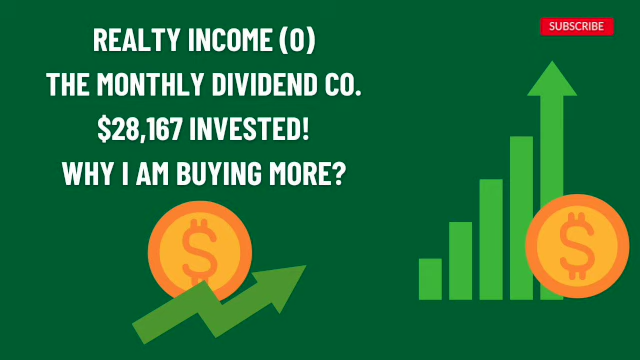 REALTY INCOME (O)
THE MONTHLY DIVIDEND CO.
$28,167 INVESTED!
WHY I AM BUYING MORE?
SUBSCRIBE
$
$